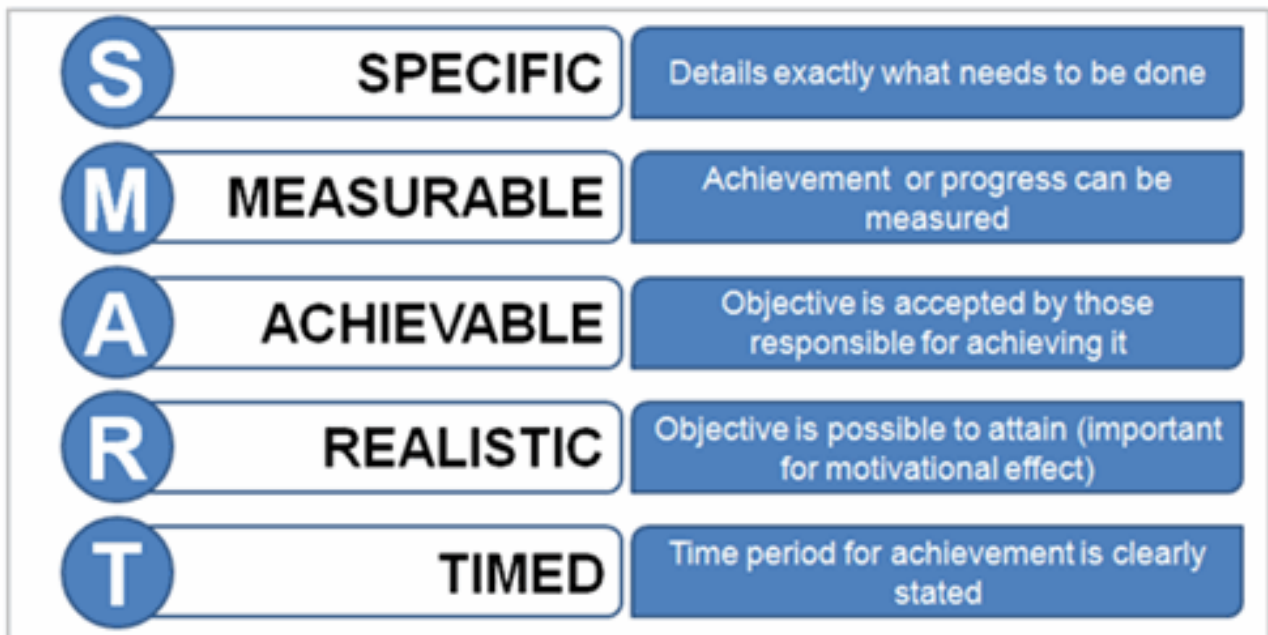 S SPECIFIC Details exactly what needs to be done
M MEASURABLE Achievement or progress can be
measured
A ACHIEVABLE Objective is accepted by those
responsible for achieving it
R REALISTIC Objective is possible to attain (important
for motivational effect)
T TIMED Time period for achievement is clearly
stated